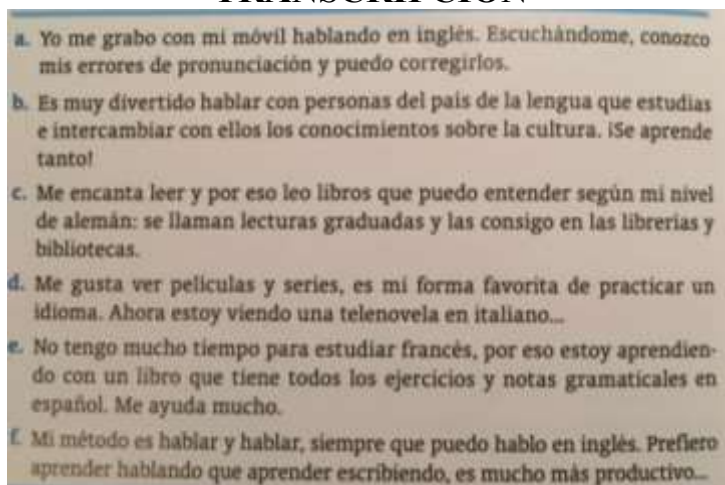 TRANSCRIPCIÓN
a. Yo me grabo con mi móvil hablando en inglés. Escuchándome, conozco
mis errores de pronunciación y puedo corregirlos.
b. Es muy divertido hablar con personas del país de la lengua que estudias
e intercambiar con ellos los conocimientos sobre la cultura. ¡Se aprende
tanto!
c. Me encanta leer y por eso leo libros que puedo entender según mi nivel
de alemán: se llaman lecturas graduadas y las consigo en las librerías y
bibliotecas.
d. Me gusta ver películas y series, es mi forma favorita de practicar un
idioma. Ahora estoy viendo una telenovela en italiano...
e. No tengo mucho tiempo para estudiar francés, por eso estoy aprendien-
do con un libro que tiene todos los ejercicios y notas gramaticales en
español. Me ayuda mucho.
f. Mi método es hablar y hablar, siempre que puedo hablo en inglés. Prefiero
aprender hablando que aprender escribiendo, es mucho más productivo...